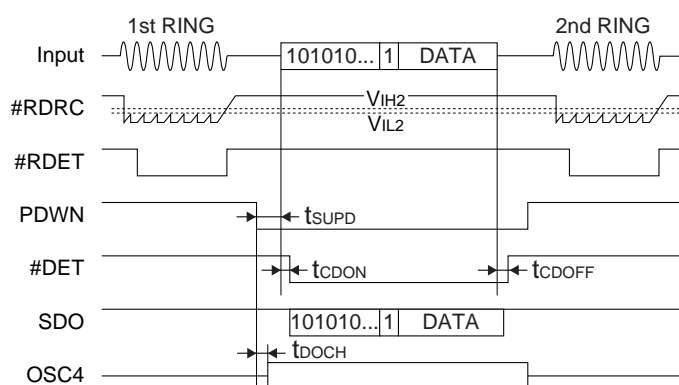 1st RING
2nd RING
Input
101010... 1 DATA
#RDRC
VIH2
VIL2
#RDET
PDWN
tSUPD
#DET
tCDON
tCDOFF
SDO
101010... 1 DATA
tDOCH
OSC4